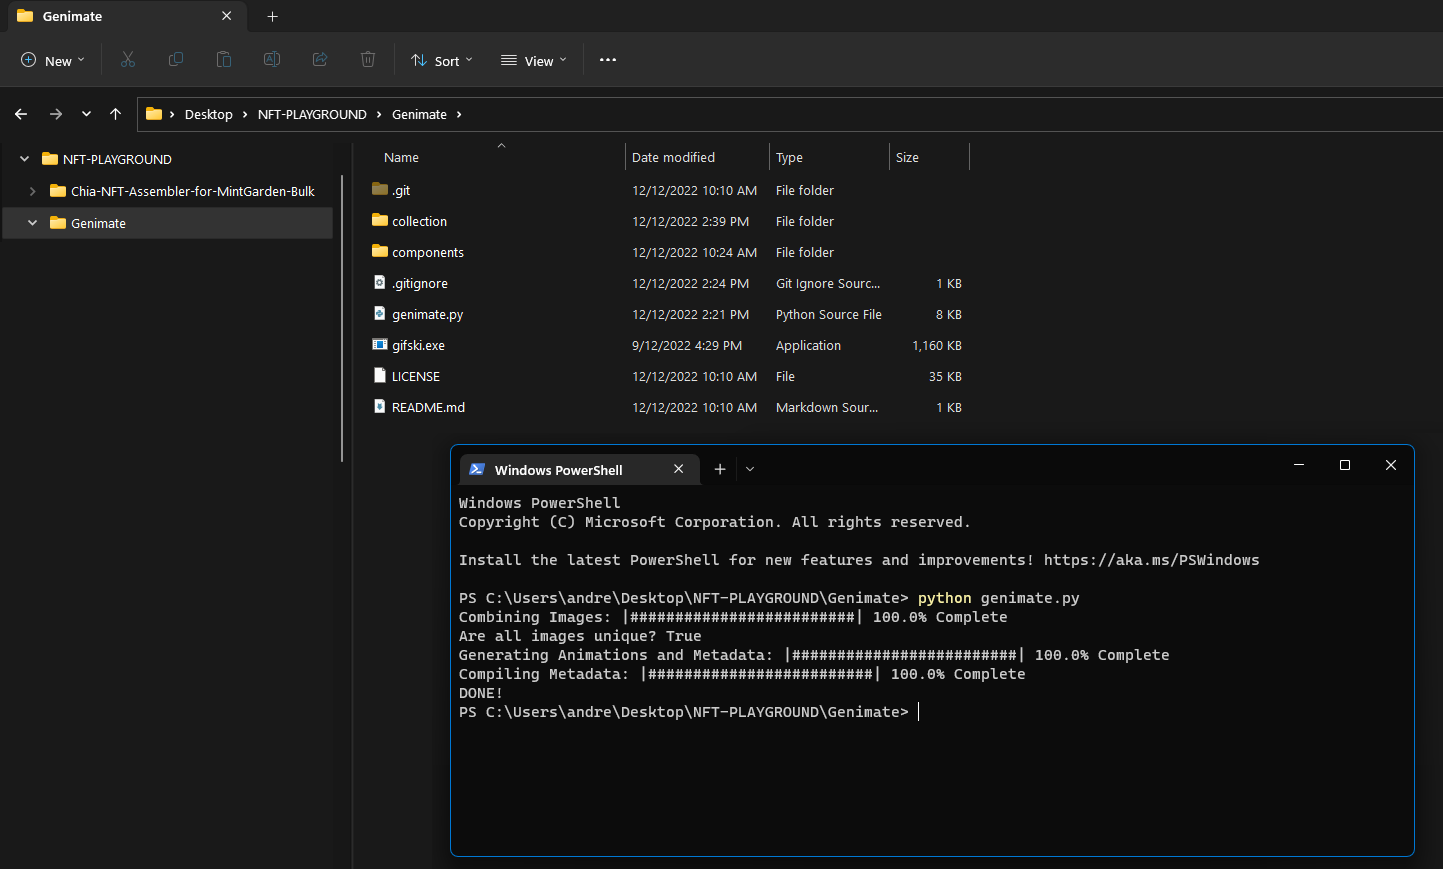 Genimate
New
Sort
View
Desktop > NFT-PLAYGROUND > Genimate >
NFT-PLAYGROUND
Chia-NFT-Assembler-for-MintGarden-Bulk
Genimate
Name Date modified Type Size
.git 12/12/2022 10:10 AM File folder
collection 12/12/2022 2:39 PM File folder
components 12/12/2022 10:24 AM File folder
.gitignore 12/12/2022 2:24 PM Git Ignore Sourc... 1 KB
genimate.py 12/12/2022 2:21 PM Python Source File 8 KB
gifski.exe 9/12/2022 4:29 PM Application 1,160 KB
LICENSE 12/12/2022 10:10 AM File 35 KB
README.md 12/12/2022 10:10 AM Markdown Sour... 1 KB
Windows PowerShell
Windows PowerShell
Copyright (C) Microsoft Corporation. All rights reserved.
Install the latest PowerShell for new features and improvements! https://aka.ms/PSWindows
PS C:\Users\andre\Desktop\NFT-PLAYGROUND\Genimate> python genimate.py
Combining Images: |#########################| 100.0% Complete
Are all images unique? True
Generating Animations and Metadata: |#########################| 100.0% Complete
Compiling Metadata: |#########################| 100.0% Complete
DONE!
PS C:\Users\andre\Desktop\NFT-PLAYGROUND\Genimate>